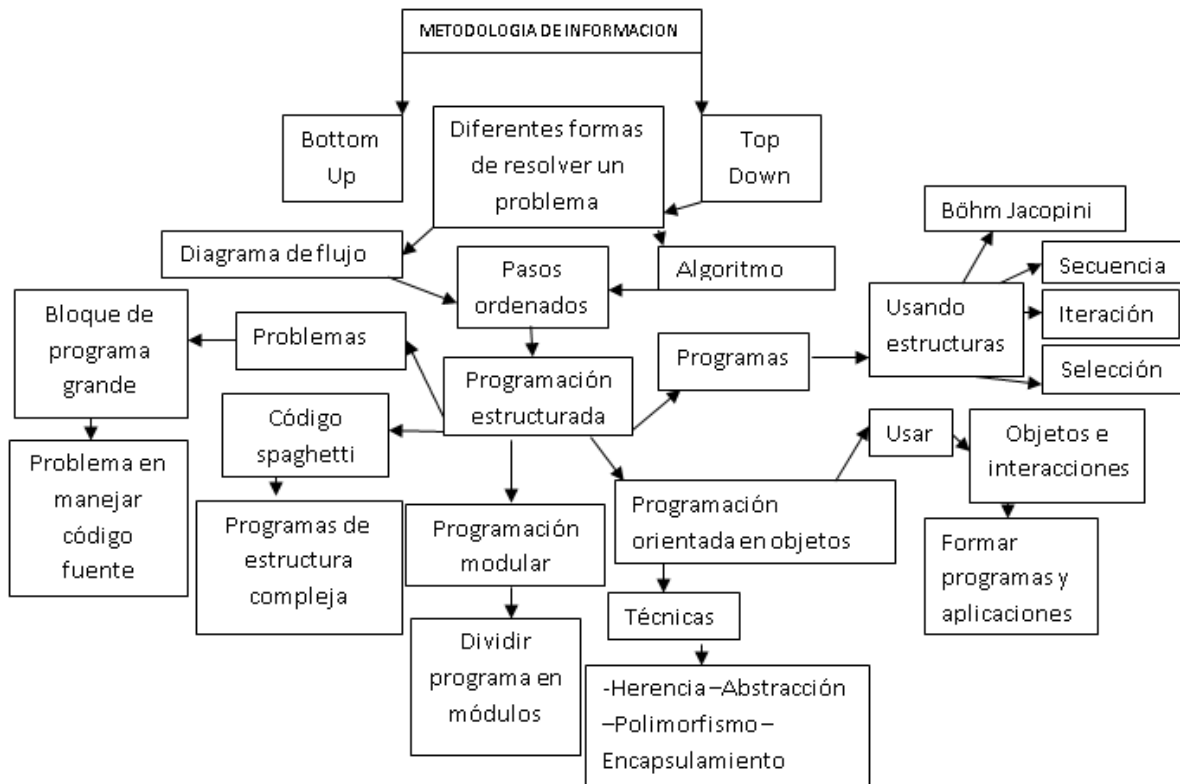 METODOLOGIA DE INFORMACION
Bottom
Up
Diferentes formas
de resolver un
problema
Top
Down
Böhm Jacopini
Diagrama de flujo
Pasos
ordenados
Algoritmo
Secuencia
Bloque de
programa
grande
Problemas
Programas
Usando
estructuras
Iteración
Selección
Programación
estructurada
Código
spaghetti
Usar
Objetos e
interacciones
Problema en
manejar
código
fuente
Programas de
estructura
compleja
Programación
modular
Programación
orientada en objetos
Formar
programas y
aplicaciones
Técnicas
Dividir
programa en
módulos
-Herencia–Abstracción
–Polimorfismo–
Encapsulamiento